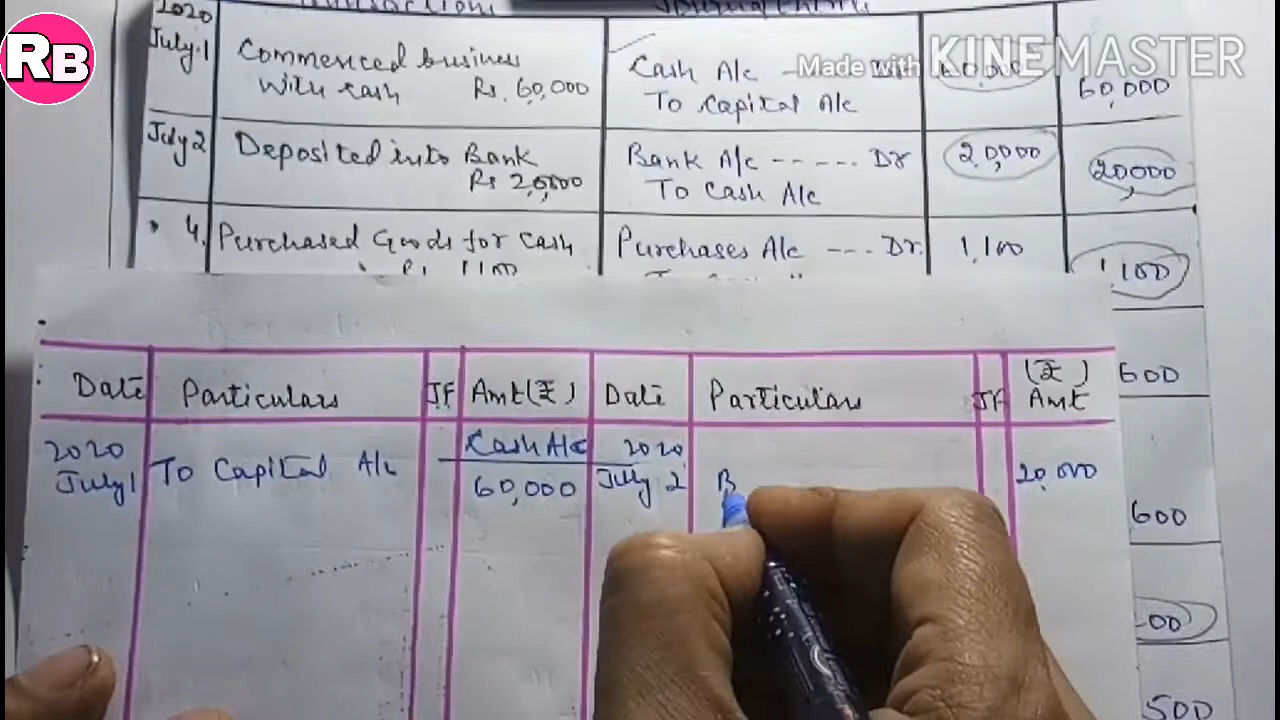 RB
Made with KINEMASTER
2020
July.1
Commenced business
with cash Rs. 60,000
Cash A/c
To Capital A/c
60,000
July 2
Deposited into Bank
Rs 20,000
Bank A/c ----- Dr
To Cash A/c
20,000
20,000
4. Purchased Goods for cash
Purchases A/c --- Dr.
1,100
1,100
600
600
00
500
Date Particulars JF Amt(₹) Date Particulars JF (₹) Amt
Cash A/c
2020
July 1 To Capital A/c 60,000
2020
July 2 B 20,000